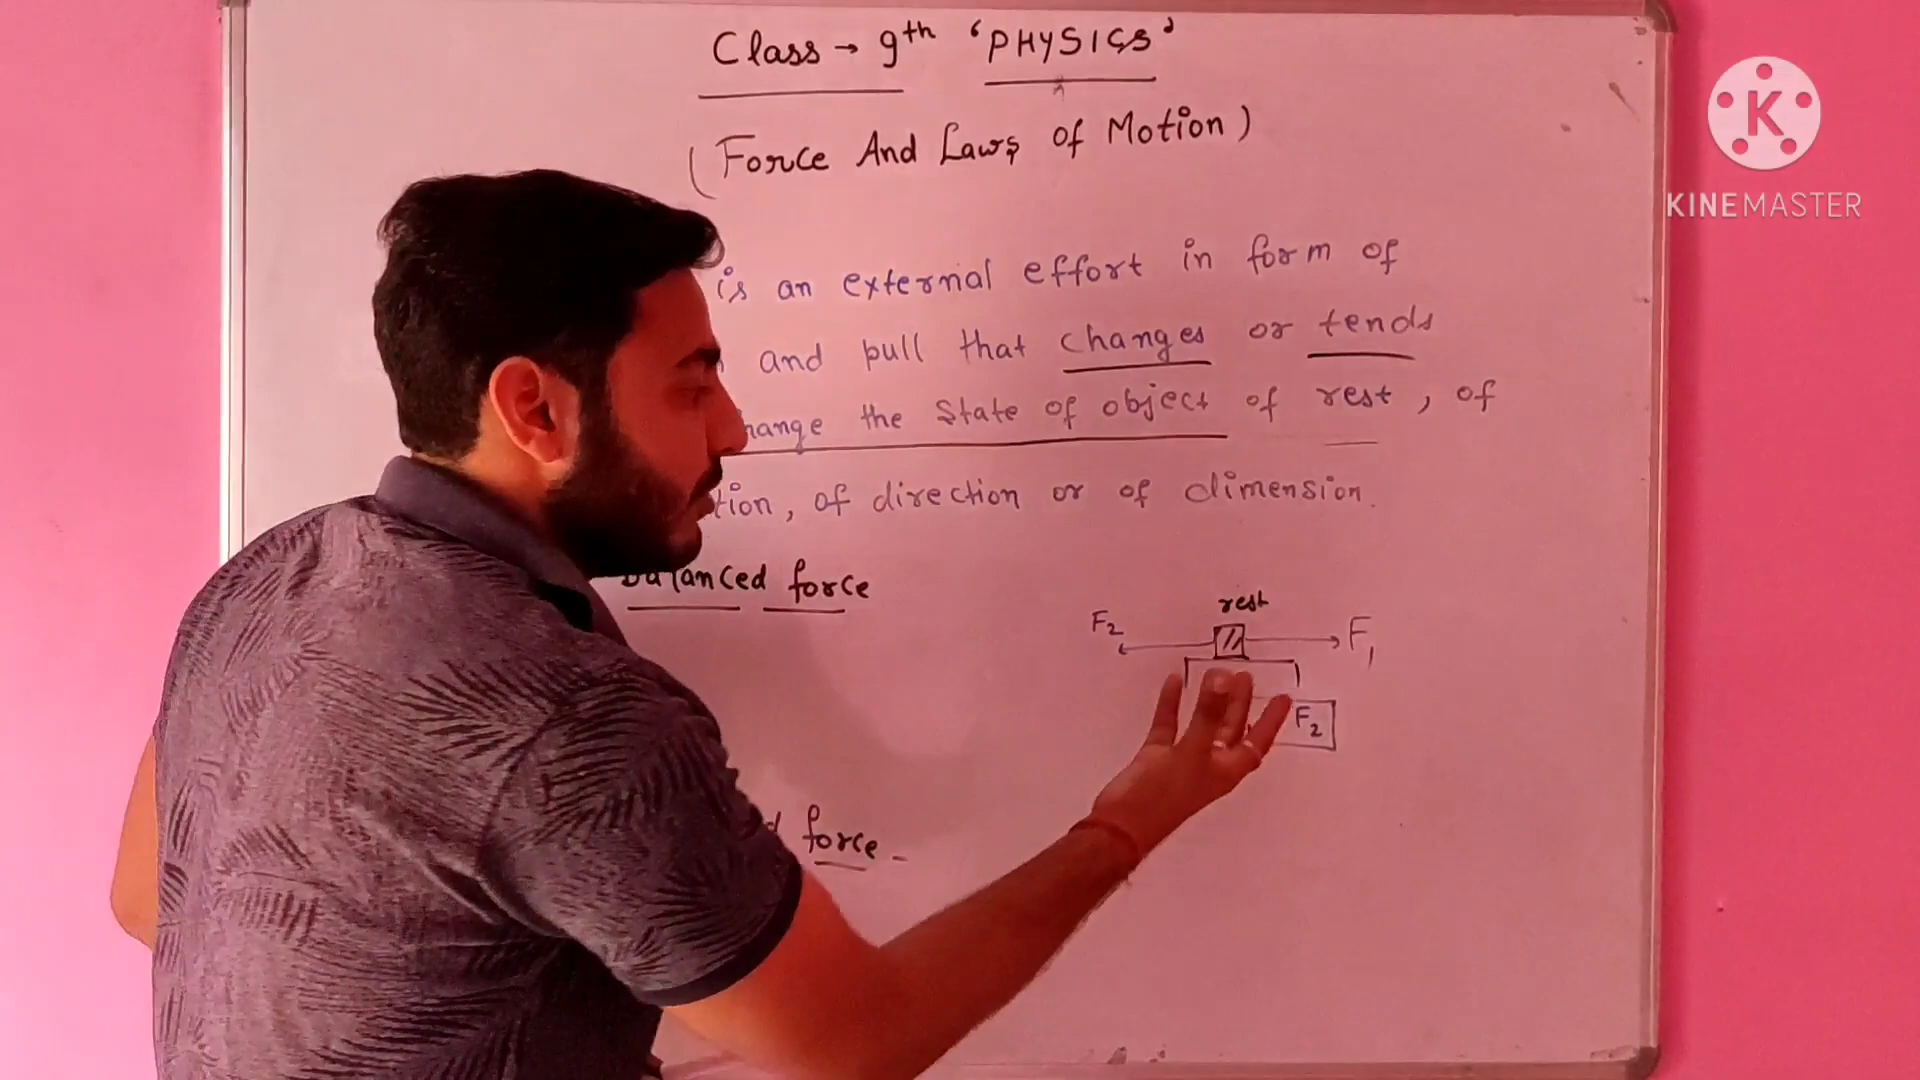 Class → 9th 'PHYSICS'
(Force And Laws of Motion)
is an external effort in form of
and pull that changes or tends
hange the State of object of rest, of
tion, of direction or of dimension.
Balanced force
rest
F2 F1
F2
force -
K
KINEMASTER